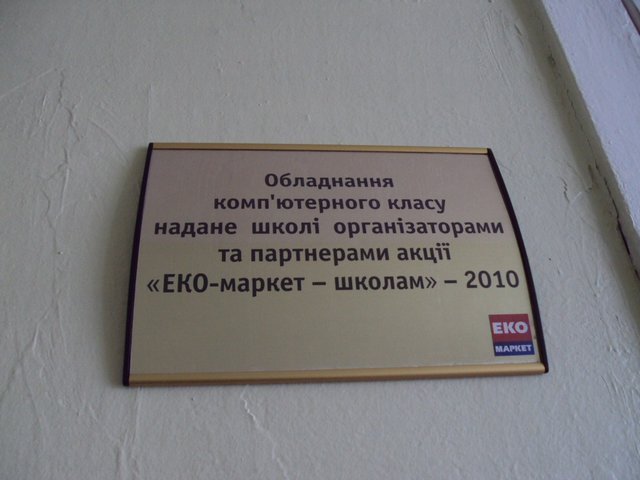 Обладнання
комп'ютерного класу
надане школі організаторами
та партнерами акції
«ЕКО-маркет – школам» – 2010
ЕКО
МАРКЕТ